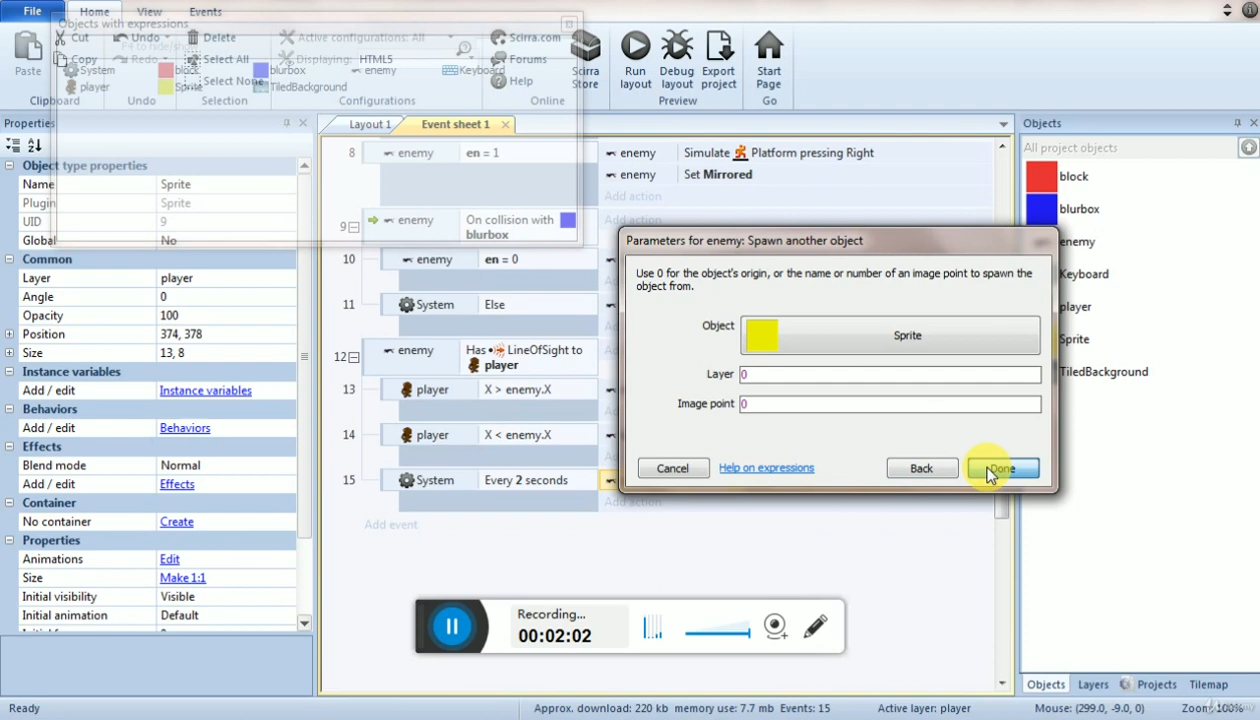 File Home View Events
Objects with expressions
Cut Undo Delete Active configurations: All Scirra.com
Paste Copy Redo Select All Displaying: HTML5 Forums
Select None Help
System block blurbox enemy Keyboard
player Sprite TiledBackground
Scirra Store Run layout Debug layout Export project Start Page
Clipboard Undo Selection Configurations Online Preview Go
Properties
Layout 1 Event sheet 1
Objects
Object type properties
Name Sprite
Plugin Sprite
UID 9
Global No
Common
Layer player
Angle 0
Opacity 100
Position 374, 378
Size 13, 8
Instance variables
Add / edit Instance variables
Behaviors
Add / edit Behaviors
Effects
Blend mode Normal
Add / edit Effects
Container
No container Create
Properties
Animations Edit
Size Make 1:1
Initial visibility Visible
Initial animation Default
8 enemy en = 1 enemy Simulate Platform pressing Right
enemy Set Mirrored
Add action
9 enemy On collision with Add action
blurbox
10 enemy en = 0
11 System Else
12 enemy Has LineOfSight to
player
13 player X > enemy.X
14 player X < enemy.X
15 System Every 2 seconds
Add action
Add event
Parameters for enemy: Spawn another object
Use 0 for the object's origin, or the name or number of an image point to spawn the
object from.
Object Sprite
Layer 0
Image point 0
Cancel Help on expressions Back Done
Recording...
00:02:02
All project objects
block
blurbox
enemy
Keyboard
player
Sprite
TiledBackground
Objects Layers Projects Tilemap
Ready Approx. download: 220 kb memory use: 7.7 mb Events: 15 Active layer: player Mouse: (299.0, -9.0, 0) Zoom: 100%